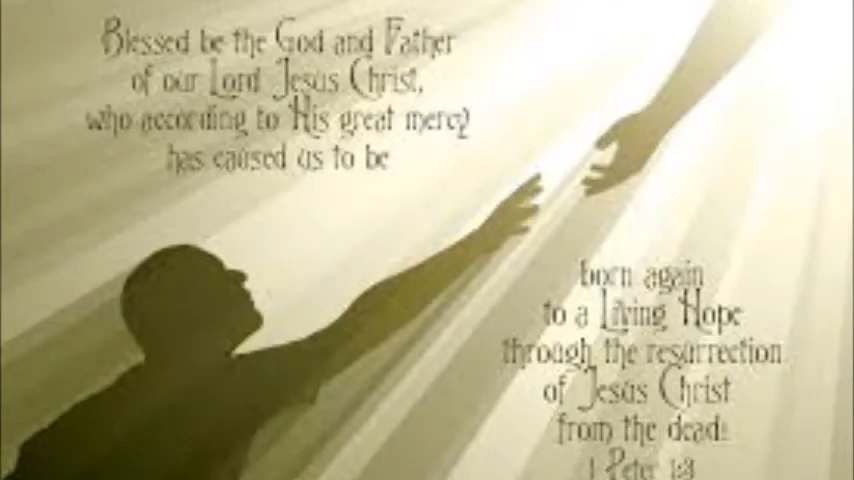 Blessed be the God and Father
of our Lord Jesus Christ,
who according to His great mercy
has caused us to be
born again
to a Living Hope
through the resurrection
of Jesus Christ
from the dead:
1 Peter 1:3